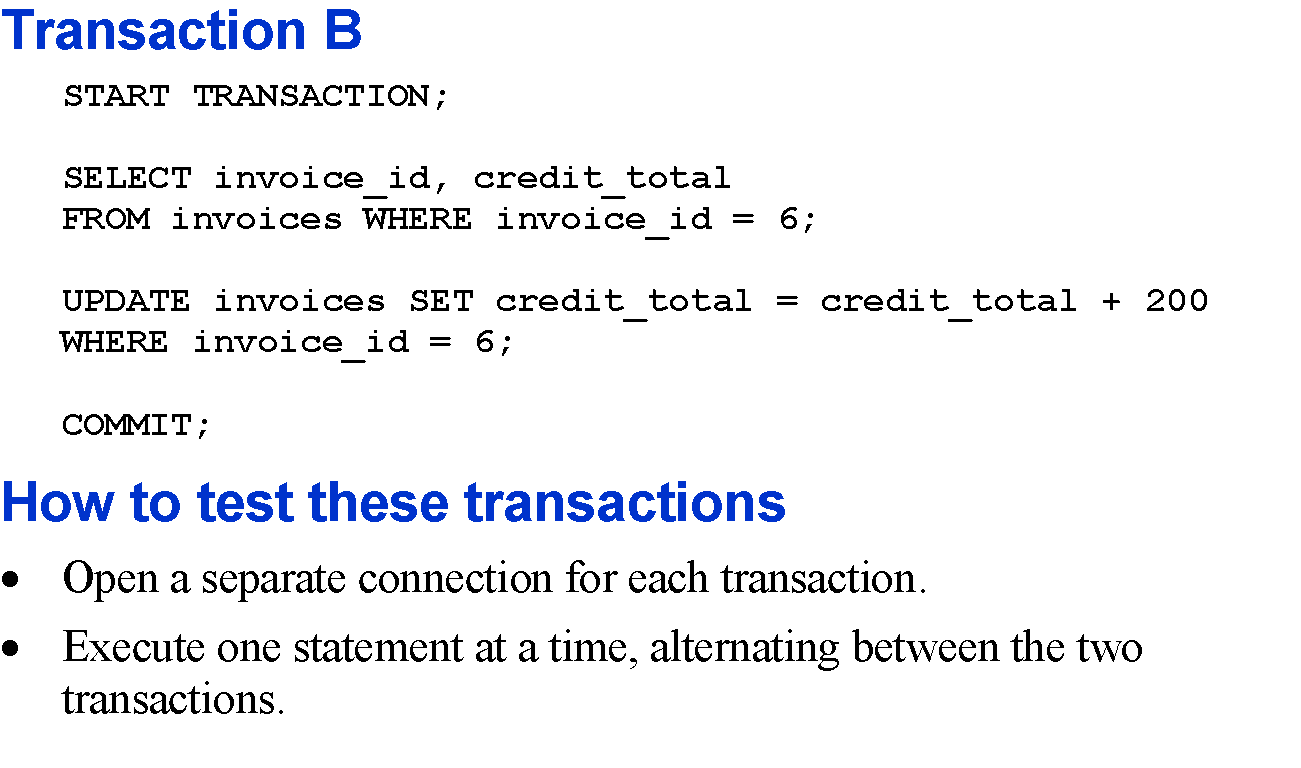 Transaction B
START TRANSACTION;
SELECT invoice_id, credit_total
FROM invoices WHERE invoice_id = 6;
UPDATE invoices SET credit_total = credit_total + 200
WHERE invoice_id = 6;
COMMIT;
How to test these transactions
• Open a separate connection for each transaction.
• Execute one statement at a time, alternating between the two
transactions.